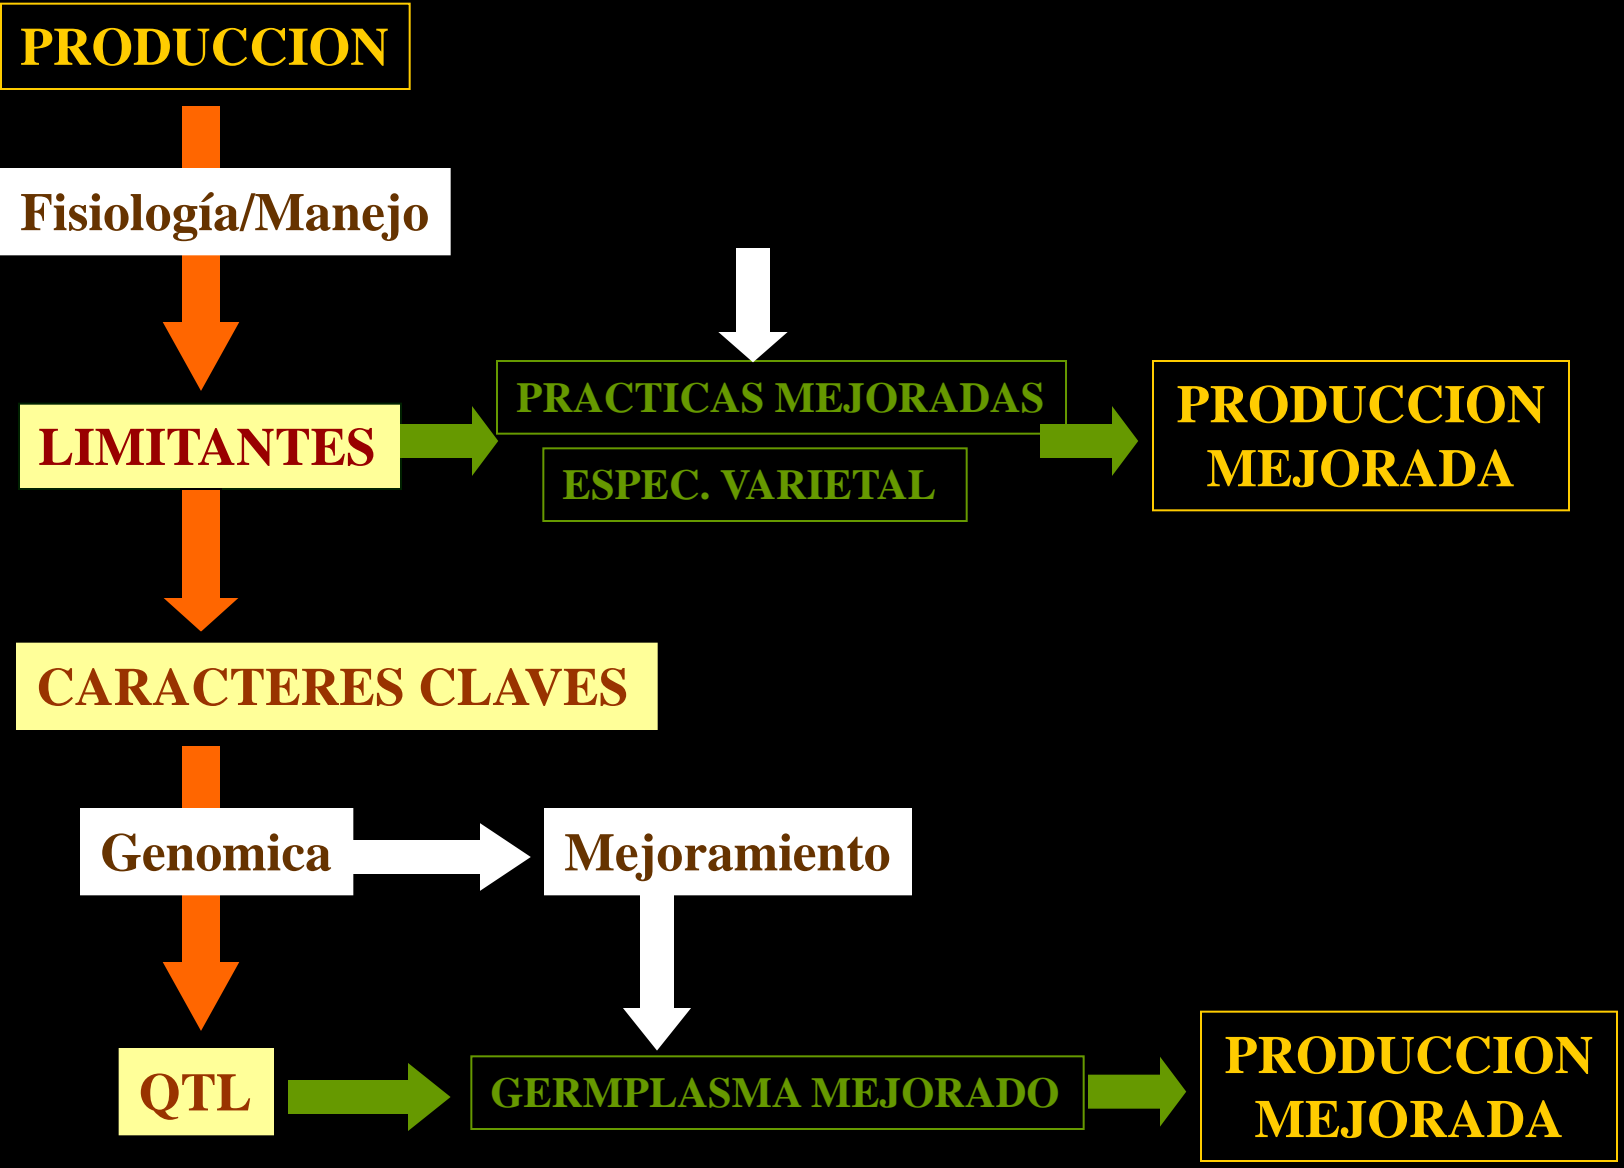 PRODUCCION
Fisiología/Manejo
LIMITANTES
PRACTICAS MEJORADAS
ESPEC. VARIETAL
PRODUCCION
MEJORADA
CARACTERES CLAVES
Genomica
Mejoramiento
QTL
GERMPLASMA MEJORADO
PRODUCCION
MEJORADA